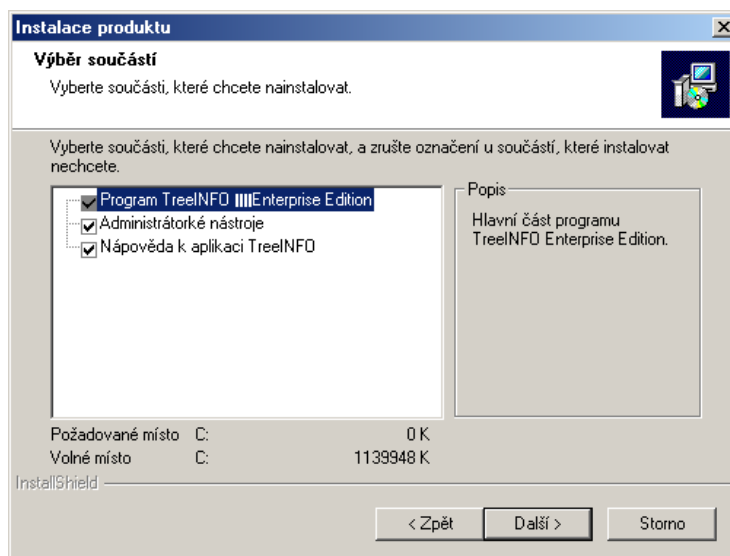 Instalace produktu
Výběr součástí
Vyberte součásti, které chcete nainstalovat.
Vyberte součásti, které chcete nainstalovat, a zrušte označení u součástí, které instalovat
nechcete.
Program TreeINFO IIIIEnterprise Edition
Administrátorké nástroje
Nápověda k aplikaci TreeINFO
Popis
Hlavní část programu
TreeINFO Enterprise Edition.
Požadované místo C: 0 K
Volné místo C: 1139948 K
InstallShield
< Zpět Další > Storno